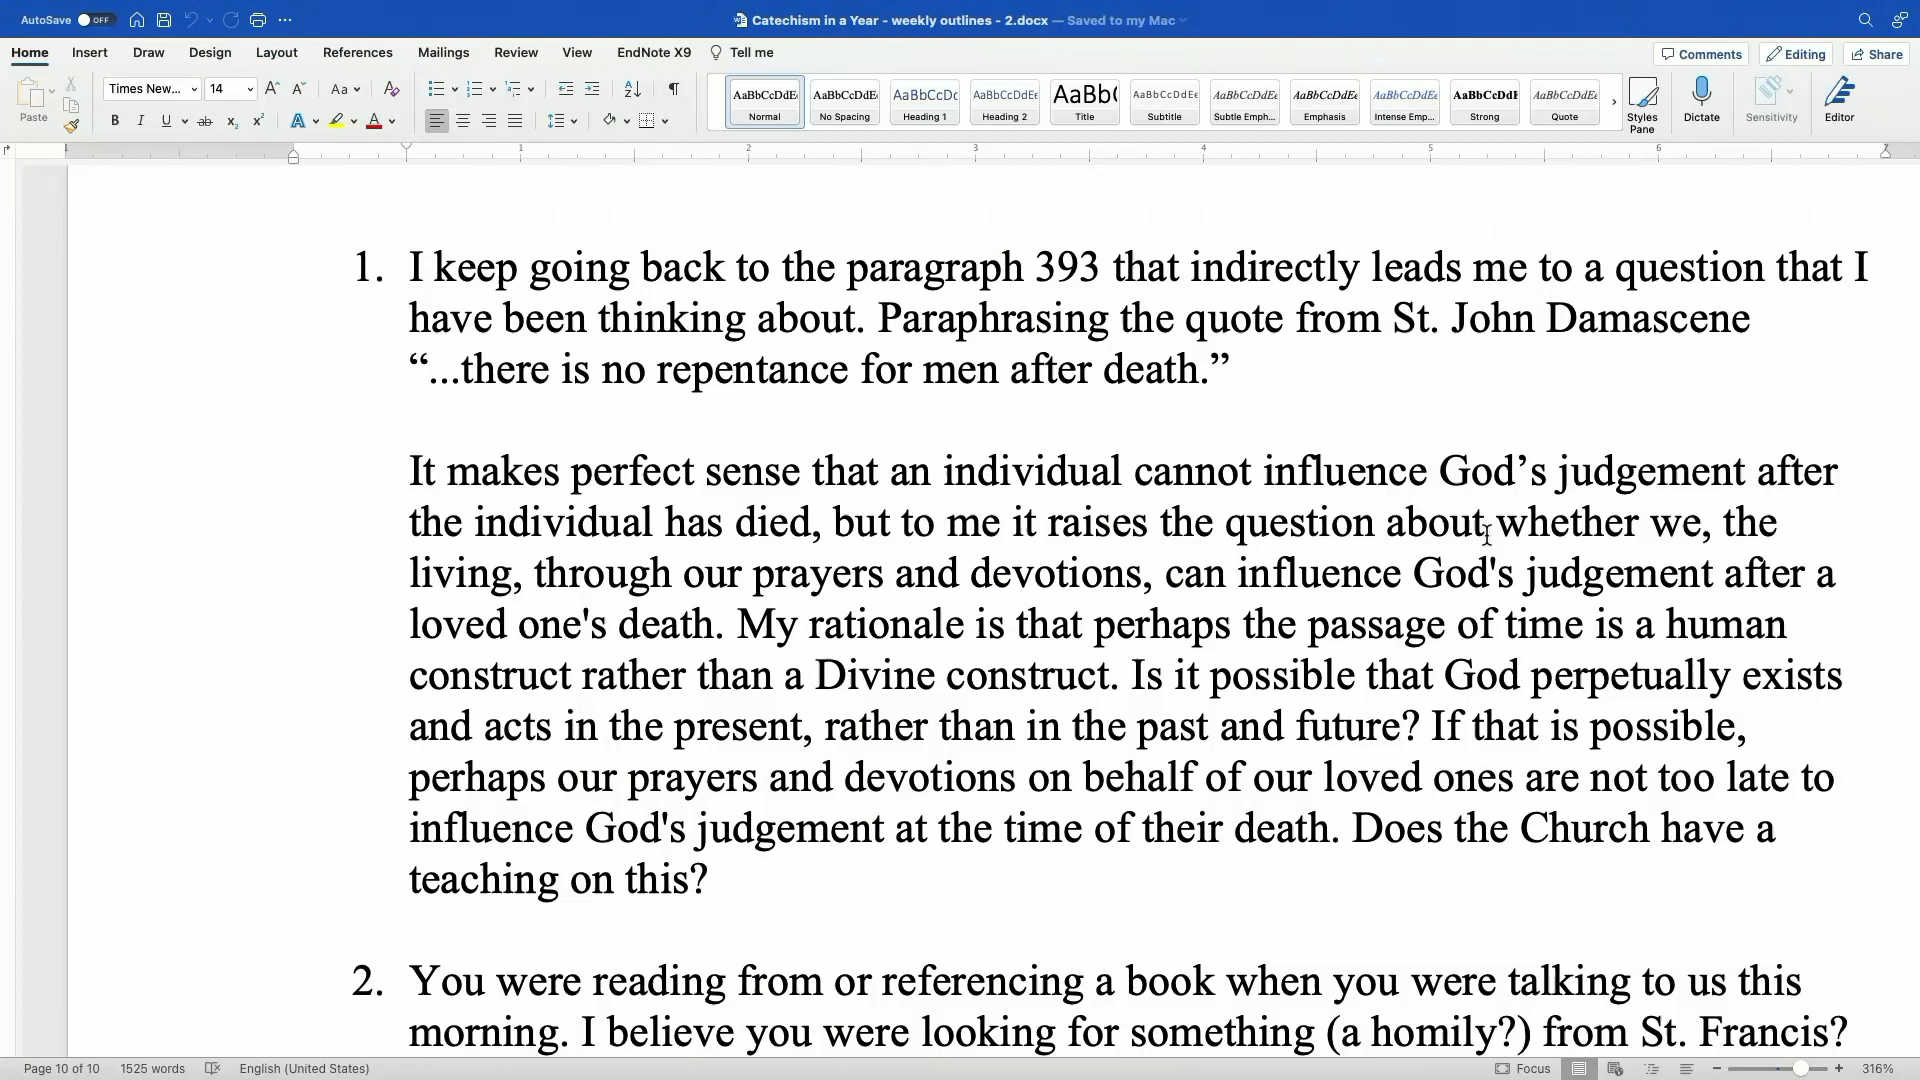 AutoSave OFF Catechism in a Year - weekly outlines - 2.docx — Saved to my Mac
Home Insert Draw Design Layout References Mailings Review View EndNote X9 Tell me Comments Editing Share
Paste Times New... 14 Aa
AaBbCcDdEe AaBbCcDdEe AaBbCcDc AaBbCcDdEe AaBb( AaBbCcDdEe AaBbCcDdEe AaBbCcDdEe AaBbCcDdEe AaBbCcDdE AaBbCcDdEe
Normal No Spacing Heading 1 Heading 2 Title Subtitle Subtle Emph... Emphasis Intense Emp... Strong Quote Styles Pane Dictate Sensitivity Editor
1 2 3 4 5 6
1. I keep going back to the paragraph 393 that indirectly leads me to a question that I
have been thinking about. Paraphrasing the quote from St. John Damascene
“...there is no repentance for men after death.”
It makes perfect sense that an individual cannot influence God’s judgement after
the individual has died, but to me it raises the question about whether we, the
living, through our prayers and devotions, can influence God's judgement after a
loved one's death. My rationale is that perhaps the passage of time is a human
construct rather than a Divine construct. Is it possible that God perpetually exists
and acts in the present, rather than in the past and future? If that is possible,
perhaps our prayers and devotions on behalf of our loved ones are not too late to
influence God's judgement at the time of their death. Does the Church have a
teaching on this?
2. You were reading from or referencing a book when you were talking to us this
morning. I believe you were looking for something (a homily?) from St. Francis?
Page 10 of 10 1525 words English (United States) Focus 316%